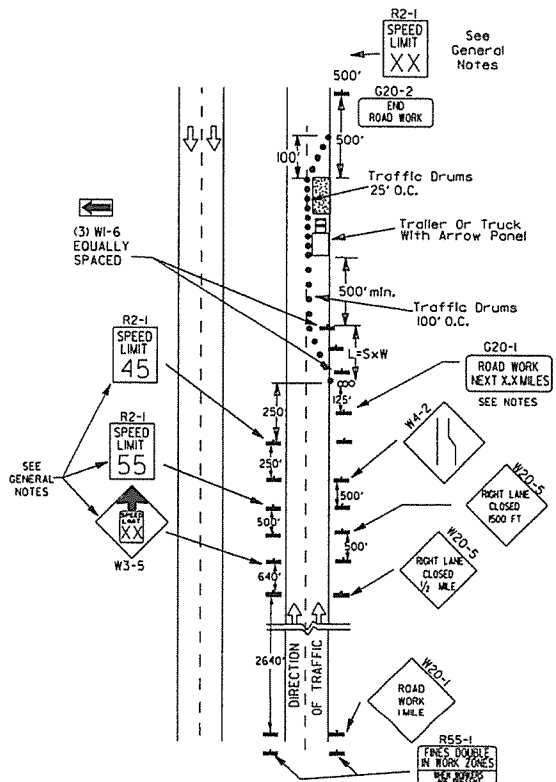 R2-1
SPEED
LIMIT
XX
See
General
Notes
500'
G20-2
END
ROAD WORK
500'
100'
Traffic Drums
25' O.C.
(3) W1-6
EQUALLY
SPACED
Trailer Or Truck
With Arrow Panel
500' min.
Traffic Drums
100' O.C.
L=SxW
R2-1
SPEED
LIMIT
45
G20-1
ROAD WORK
NEXT X.X MILES
SEE NOTES
125'
250'
250'
W4-2
R2-1
SPEED
LIMIT
55
SEE
GENERAL
NOTES
500'
500'
W20-5
RIGHT LANE
CLOSED
1500 FT
SPEED
LIMIT
XX
W3-5
500'
640'
W20-5
RIGHT LANE
CLOSED
1/2 MILE
2640'
DIRECTION
OF TRAFFIC
W20-1
ROAD
WORK
1 MILE
R55-1
FINES DOUBLE
IN WORK ZONES
WHEN WORKERS